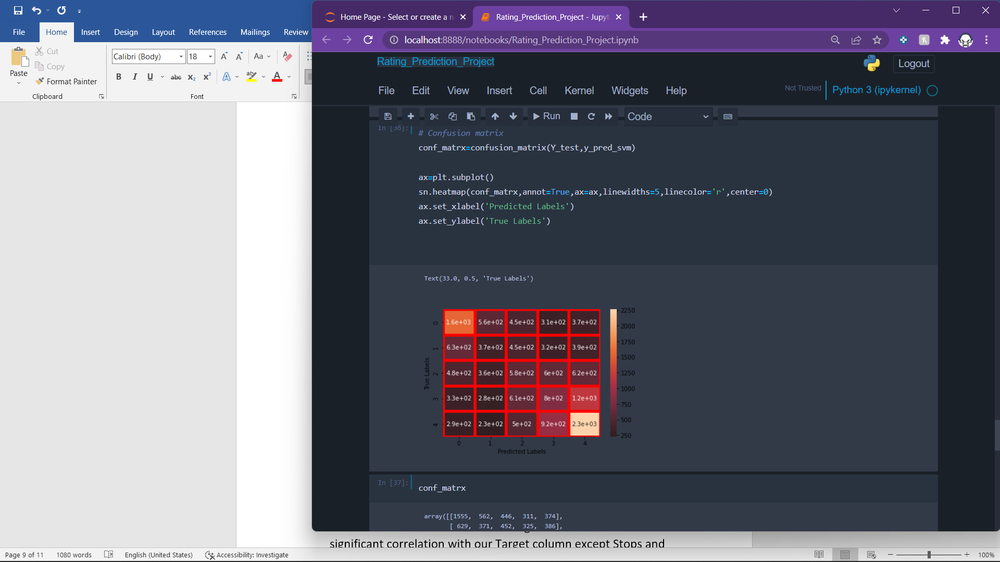 File Home Insert Design Layout References Mailings Review
Paste
Cut
Copy
Format Painter
Clipboard
Calibri (Body) 18 Aa
B I U abc x₂ x² A ab A
Font
Home Page - Select or create a n
Rating_Prediction_Project - Jupyt
localhost:8888/notebooks/Rating_Prediction_Project.ipynb
Rating_Prediction_Project
Logout
File Edit View Insert Cell Kernel Widgets Help
Not Trusted
Python 3 (ipykernel)
Run
Code
In [36]:
# Confusion matrix
conf_matrx=confusion_matrix(Y_test,y_pred_svm)
ax=plt.subplot()
sn.heatmap(conf_matrx,annot=True,ax=ax,linewidths=5,linecolor='r',center=0)
ax.set_xlabel('Predicted Labels')
ax.set_ylabel('True Labels')
Text(33.0, 0.5, 'True Labels')
True Labels
0 1.6e+03 5.6e+02 4.5e+02 3.1e+02 3.7e+02
1 6.3e+02 3.7e+02 4.5e+02 3.2e+02 3.9e+02
2 4.8e+02 3.6e+02 5.8e+02 6e+02 6.2e+02
3 3.3e+02 2.8e+02 6.1e+02 8e+02 1.2e+03
4 2.9e+02 2.3e+02 5e+02 9.2e+02 2.3e+03
0 1 2 3 4
Predicted Labels
2250
2000
1750
1500
1250
1000
750
500
250
In [37]:
conf_matrx
array([[1555, 562, 446, 311, 374],
[ 629, 371, 452, 325, 386],
significant correlation with our Target column except Stops and
Page 9 of 11 1080 words English (United States) Accessibility: Investigate 100%